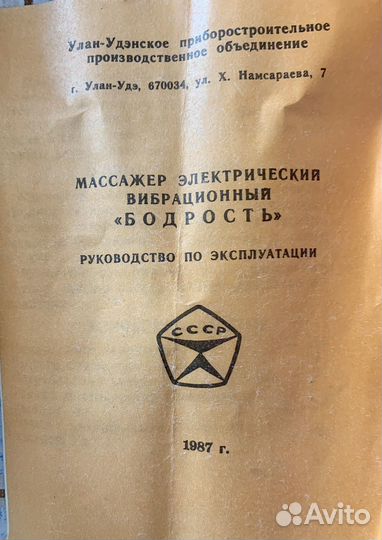 Улан-Удэнское приборостроительное
производственное объединение
г. Улан-Удэ, 670034, ул. Х. Намсараева, 7
МАССАЖЕР ЭЛЕКТРИЧЕСКИЙ
ВИБРАЦИОННЫЙ
«БОДРОСТЬ»
РУКОВОДСТВО ПО ЭКСПЛУАТАЦИИ
СССР
1987 г.
Avito